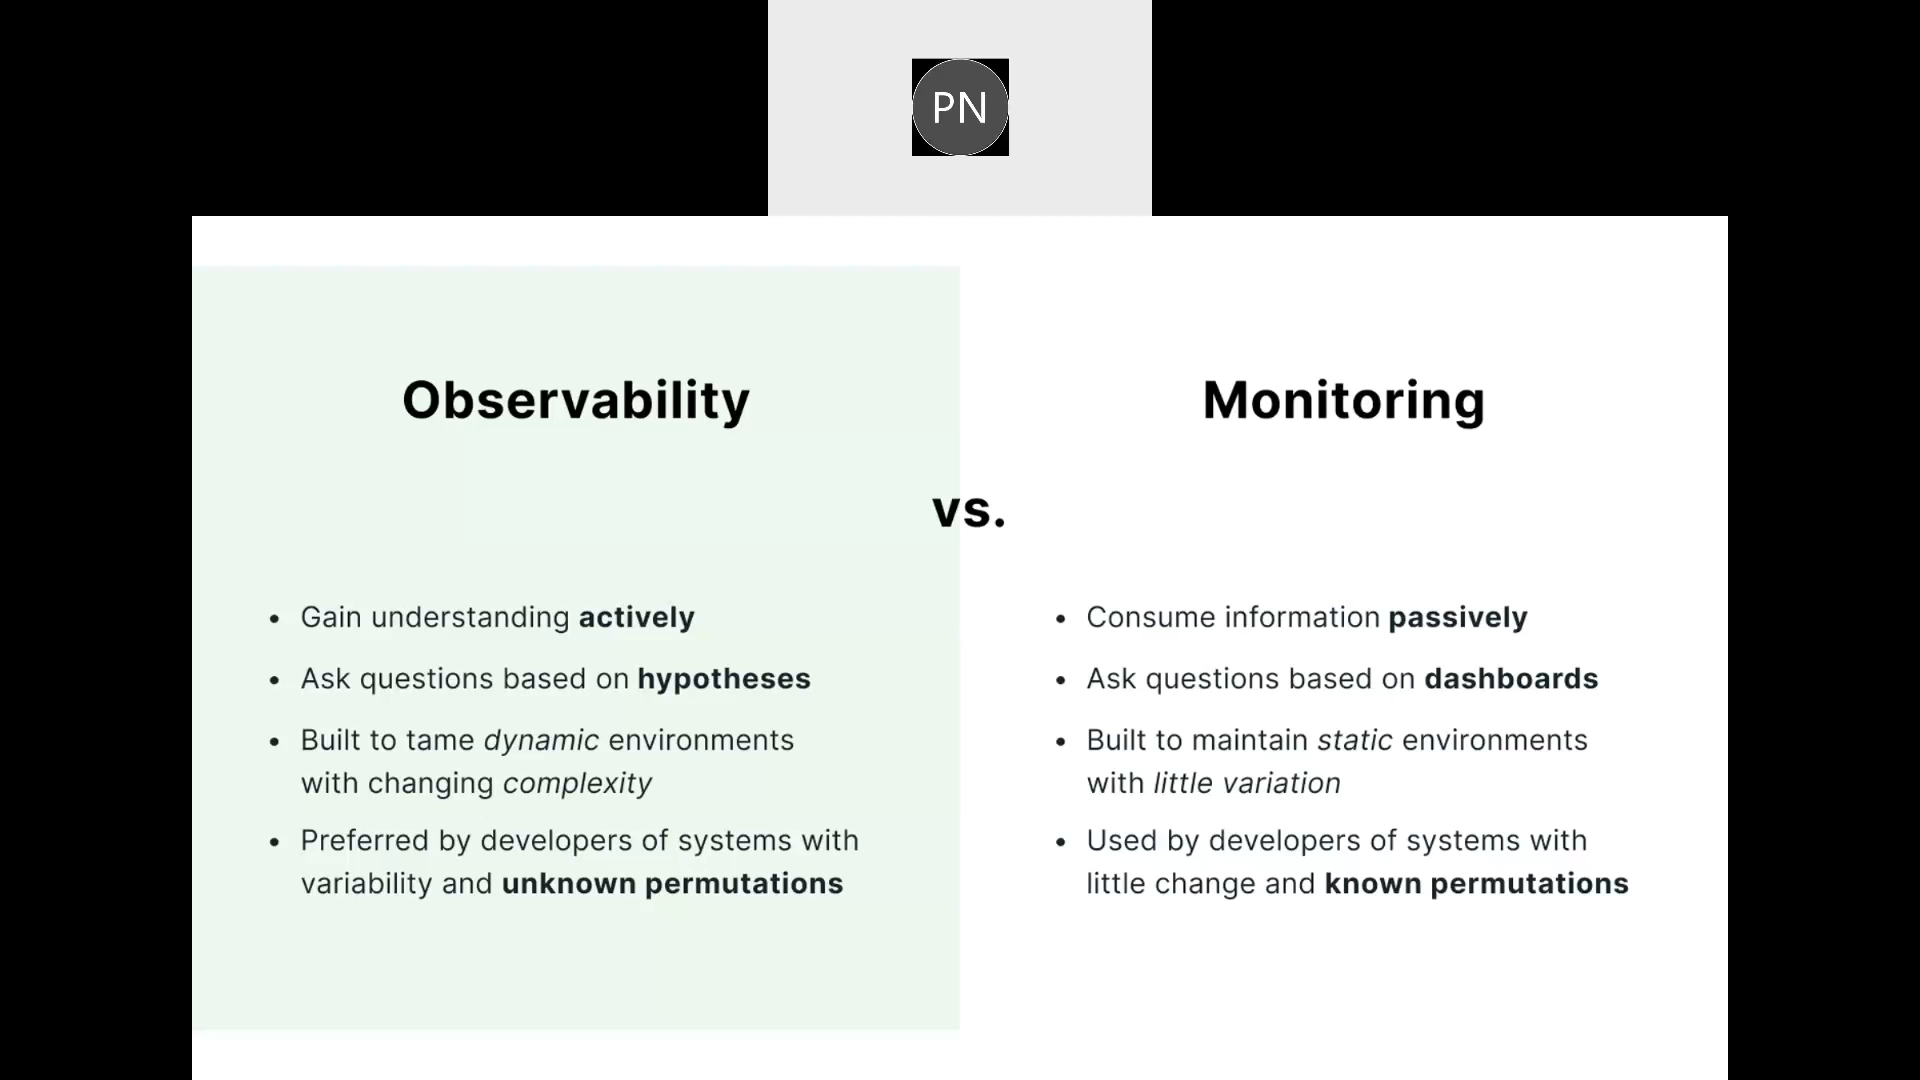 PN
Observability
Monitoring
vs.
• Gain understanding actively
• Ask questions based on hypotheses
• Built to tame dynamic environments
with changing complexity
• Preferred by developers of systems with
variability and unknown permutations
• Consume information passively
• Ask questions based on dashboards
• Built to maintain static environments
with little variation
• Used by developers of systems with
little change and known permutations